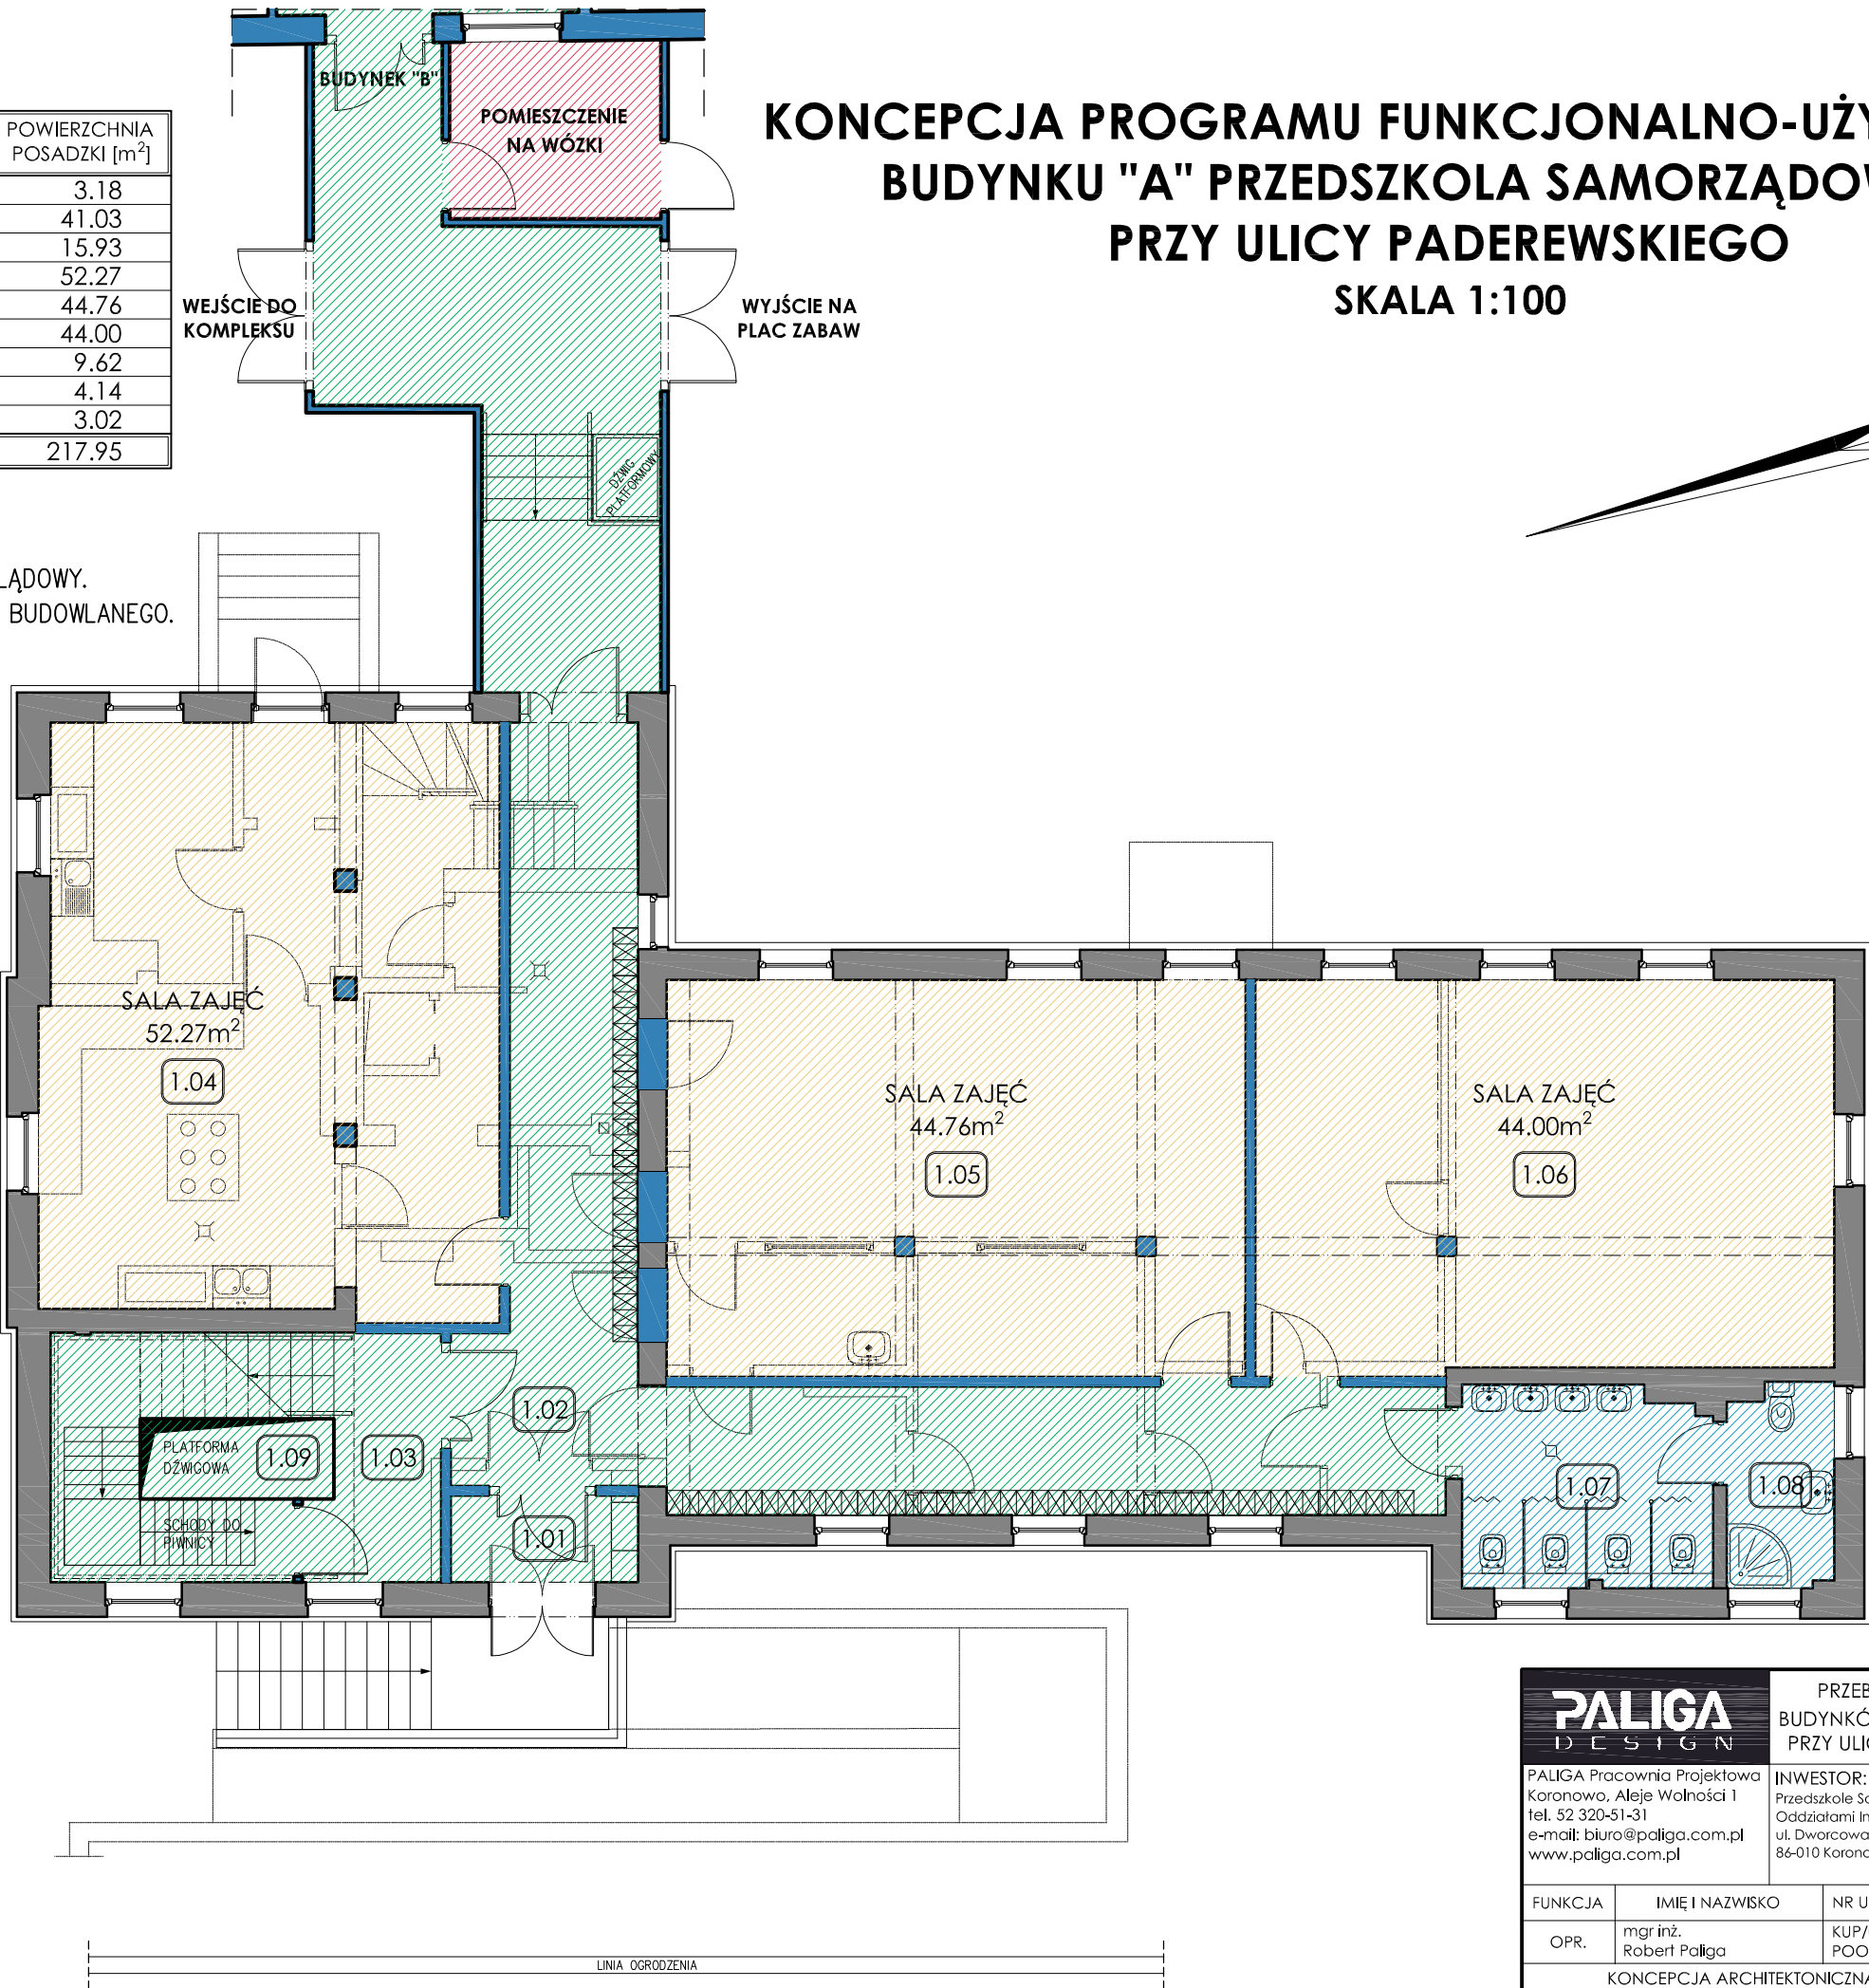 BUDYNEK "B"
POMIESZCZENIE
NA WÓZKI
KONCEPCJA PROGRAMU FUNKCJONALNO-UŻY
BUDYNKU "A" PRZEDSZKOLA SAMORZĄDOW
PRZY ULICY PADEREWSKIEGO
SKALA 1:100
POWIERZCHNIA
POSADZKI [m²]
3.18
41.03
15.93
52.27
44.76
44.00
9.62
4.14
3.02
217.95
WEJŚCIE DO
KOMPLEKSU
WYJŚCIE NA
PLAC ZABAW
DŹWIG
PLATFORMOWY
LĄDOWY.
BUDOWLANEGO.
SALA ZAJĘĆ
52.27m²
1.04
SALA ZAJĘĆ
44.76m²
1.05
SALA ZAJĘĆ
44.00m²
1.06
1.02
PLATFORMA
DŹWIGOWA
1.09
1.03
1.07
1.08
SCHODY DO
PIWNICY
1.01
PALIGA
DESIGN
PRZEB
BUDYNKÓ
PRZY ULI
PALIGA Pracownia Projektowa
Koronowo, Aleje Wolności 1
tel. 52 320-51-31
e-mail: biuro@paliga.com.pl
www.paliga.com.pl
INWESTOR:
Przedszkole Sa
Oddziałami In
ul. Dworcowa
86-010 Korono
FUNKCJA
IMIĘ I NAZWISKO
NR U
OPR.
mgr inż.
Robert Paliga
KUP/
POO
KONCEPCJA ARCHITEKTONICZNA
LINIA OGRODZENIA